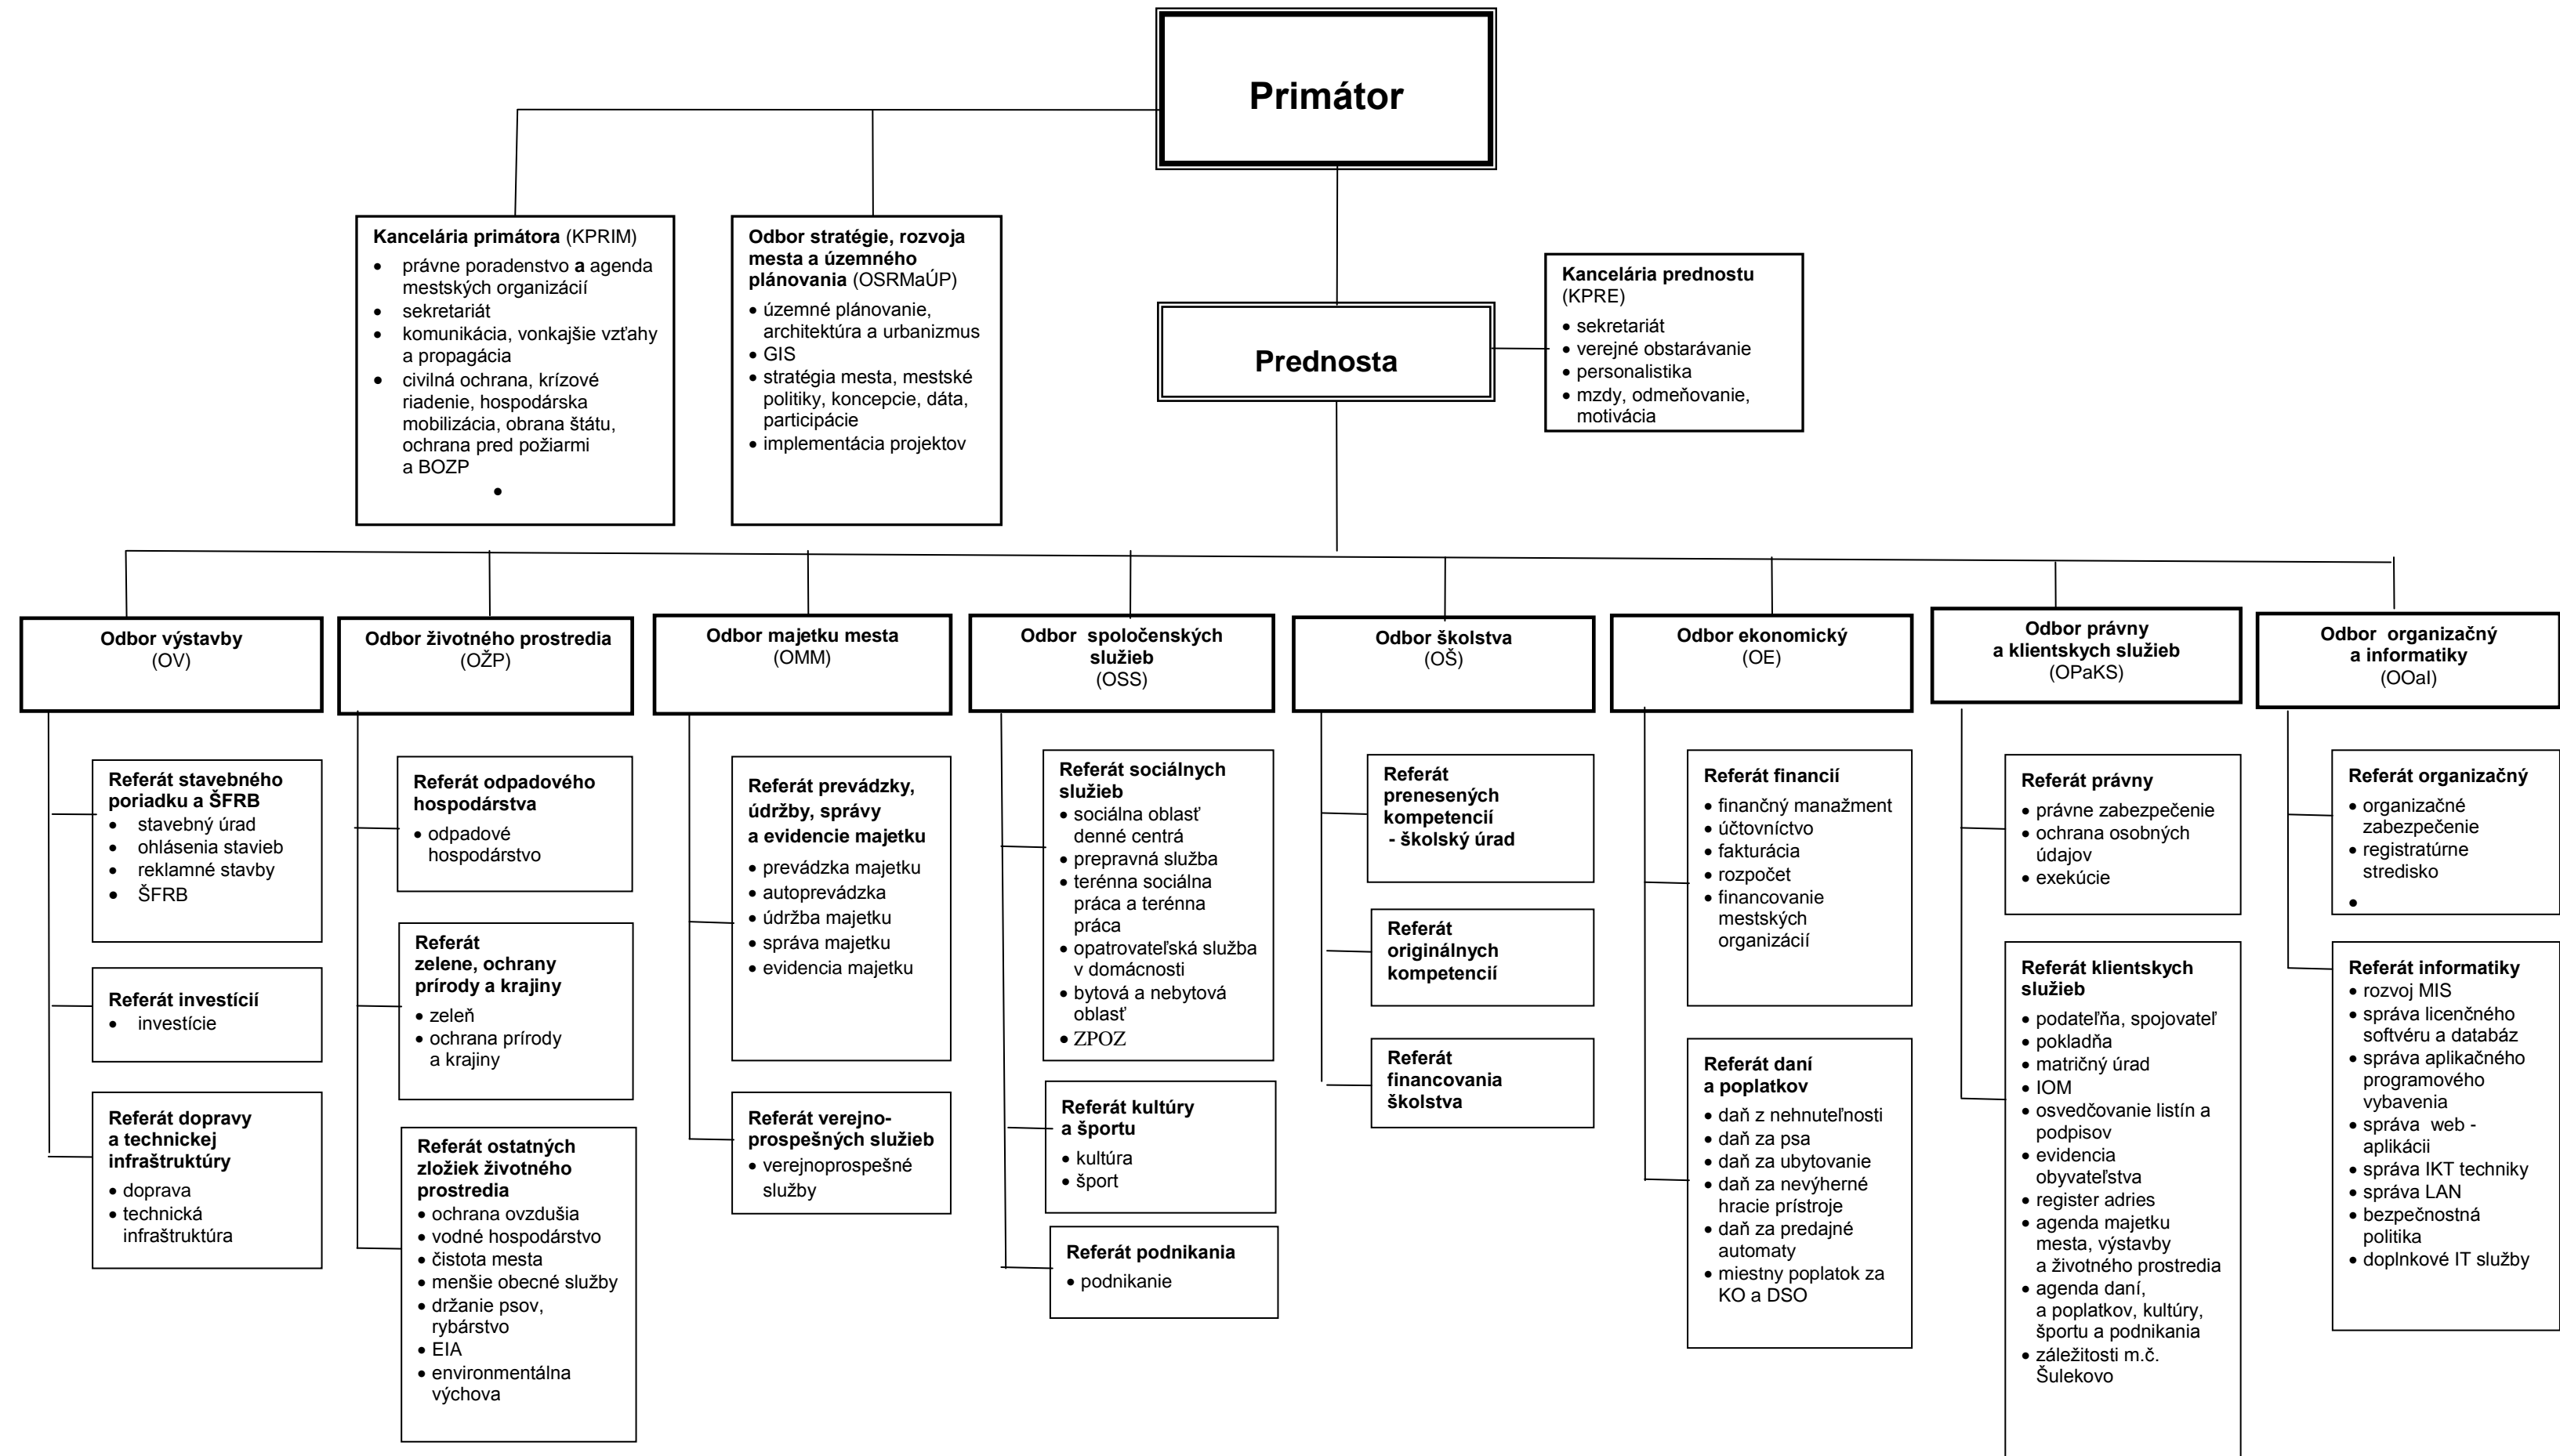 Primátor
Kancelária primátora (KPRIM)
• právne poradenstvo a agenda
mestských organizácií
• sekretariát
• komunikácia, vonkajšie vzťahy
a propagácia
• civilná ochrana, krízové
riadenie, hospodárska
mobilizácia, obrana štátu,
ochrana pred požiarmi
a BOZP
•
Odbor stratégie, rozvoja
mesta a územného
plánovania (OSRMaÚP)
• územné plánovanie,
architektúra a urbanizmus
• GIS
• stratégia mesta, mestské
politiky, koncepcie, dáta,
participácie
• implementácia projektov
Prednosta
Kancelária prednostu
(KPRE)
• sekretariát
• verejné obstarávanie
• personalistika
• mzdy, odmeňovanie,
motivácia
Odbor výstavby
(OV)
Referát stavebného
poriadku a ŠFRB
• stavebný úrad
• ohlásenia stavieb
• reklamné stavby
• ŠFRB
Referát investícií
• investície
Referát dopravy
a technickej
infraštruktúry
• doprava
• technická
infraštruktúra
Odbor životného prostredia
(OŽP)
Referát odpadového
hospodárstva
• odpadové
hospodárstvo
Referát
zelene, ochrany
prírody a krajiny
• zeleň
• ochrana prírody
a krajiny
Referát ostatných
zložiek životného
prostredia
• ochrana ovzdušia
• vodné hospodárstvo
• čistota mesta
• menšie obecné služby
• držanie psov,
rybárstvo
• EIA
• environmentálna
výchova
Odbor majetku mesta
(OMM)
Referát prevádzky,
údržby, správy
a evidencie majetku
• prevádzka majetku
• autoprevádzka
• údržba majetku
• správa majetku
• evidencia majetku
Referát verejno-
prospešných služieb
• verejnoprospešné
služby
Odbor spoločenských
služieb
(OSS)
Referát sociálnych
služieb
• sociálna oblasť
denné centrá
• prepravná služba
• terénna sociálna
práca a terénna
práca
• opatrovateľská služba
v domácnosti
• bytová a nebytová
oblasť
• ZPOZ
Referát kultúry
a športu
• kultúra
• šport
Referát podnikania
• podnikanie
Odbor školstva
(OŠ)
Referát
prenesených
kompetencií
- školský úrad
Referát
originálnych
kompetencií
Referát
financovania
školstva
Odbor ekonomický
(OE)
Referát financií
• finančný manažment
• účtovníctvo
• fakturácia
• rozpočet
• financovanie
mestských
organizácií
Referát daní
a poplatkov
• daň z nehnuteľnosti
• daň za psa
• daň za ubytovanie
• daň za nevýherné
hracie prístroje
• daň za predajné
automaty
• miestny poplatok za
KO a DSO
Odbor právny
a klientskych služieb
(OPaKS)
Referát právny
• právne zabezpečenie
• ochrana osobných
údajov
• exekúcie
Referát klientskych
služieb
• podateľňa, spojovateľ
• pokladňa
• matričný úrad
• IOM
• osvedčovanie listín a
podpisov
• evidencia
obyvateľstva
• register adries
• agenda majetku
mesta, výstavby
a životného prostredia
• agenda daní,
a poplatkov, kultúry,
športu a podnikania
• záležitosti m.č.
Šulekovo
Odbor organizačný
a informatiky
(OOaI)
Referát organizačný
• organizačné
zabezpečenie
• registratúrne
stredisko
•
Referát informatiky
• rozvoj MIS
• správa licenčného
softvéru a databáz
• správa aplikačného
programového
vybavenia
• správa web -
aplikácii
• správa IKT techniky
• správa LAN
• bezpečnostná
politika
• doplnkové IT služby